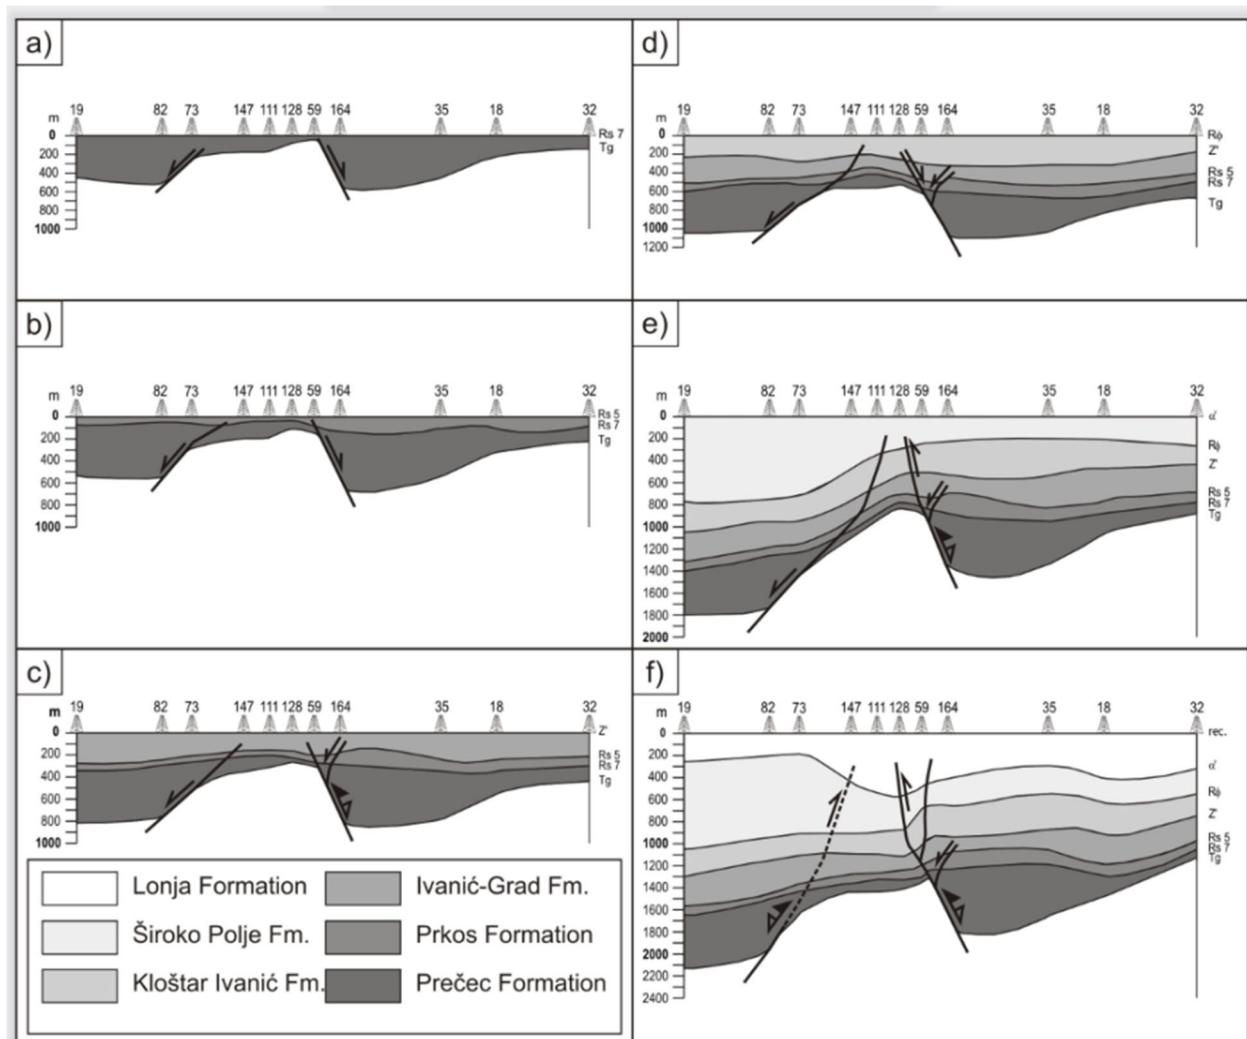 a)
19 82 73 147 111 128 59 164 35 18 32
m
0
200
400
600
800
1000
Rs 7
Tg
b)
19 82 73 147 111 128 59 164 35 18 32
m
0
200
400
600
800
1000
Rs 5
Rs 7
Tg
c)
19 82 73 147 111 128 59 164 35 18 32
m
0
200
400
600
800
1000
Z'
Rs 5
Rs 7
Tg
Lonja Formation
Široko Polje Fm.
Kloštar Ivanić Fm.
Ivanić-Grad Fm.
Prkos Formation
Prečec Formation
d)
19 82 73 147 111 128 59 164 35 18 32
m
0
200
400
600
800
1000
1200
Rϕ
Z'
Rs 5
Rs 7
Tg
e)
19 82 73 147 111 128 59 164 35 18 32
m
0
200
400
600
800
1000
1200
1400
1600
1800
2000
α'
Rϕ
Z'
Rs 5
Rs 7
Tg
f)
19 82 73 147 111 128 59 164 35 18 32
m
0
200
400
600
800
1000
1200
1400
1600
1800
2000
2200
2400
rec.
α'
Rϕ
Z'
Rs 5
Rs 7
Tg